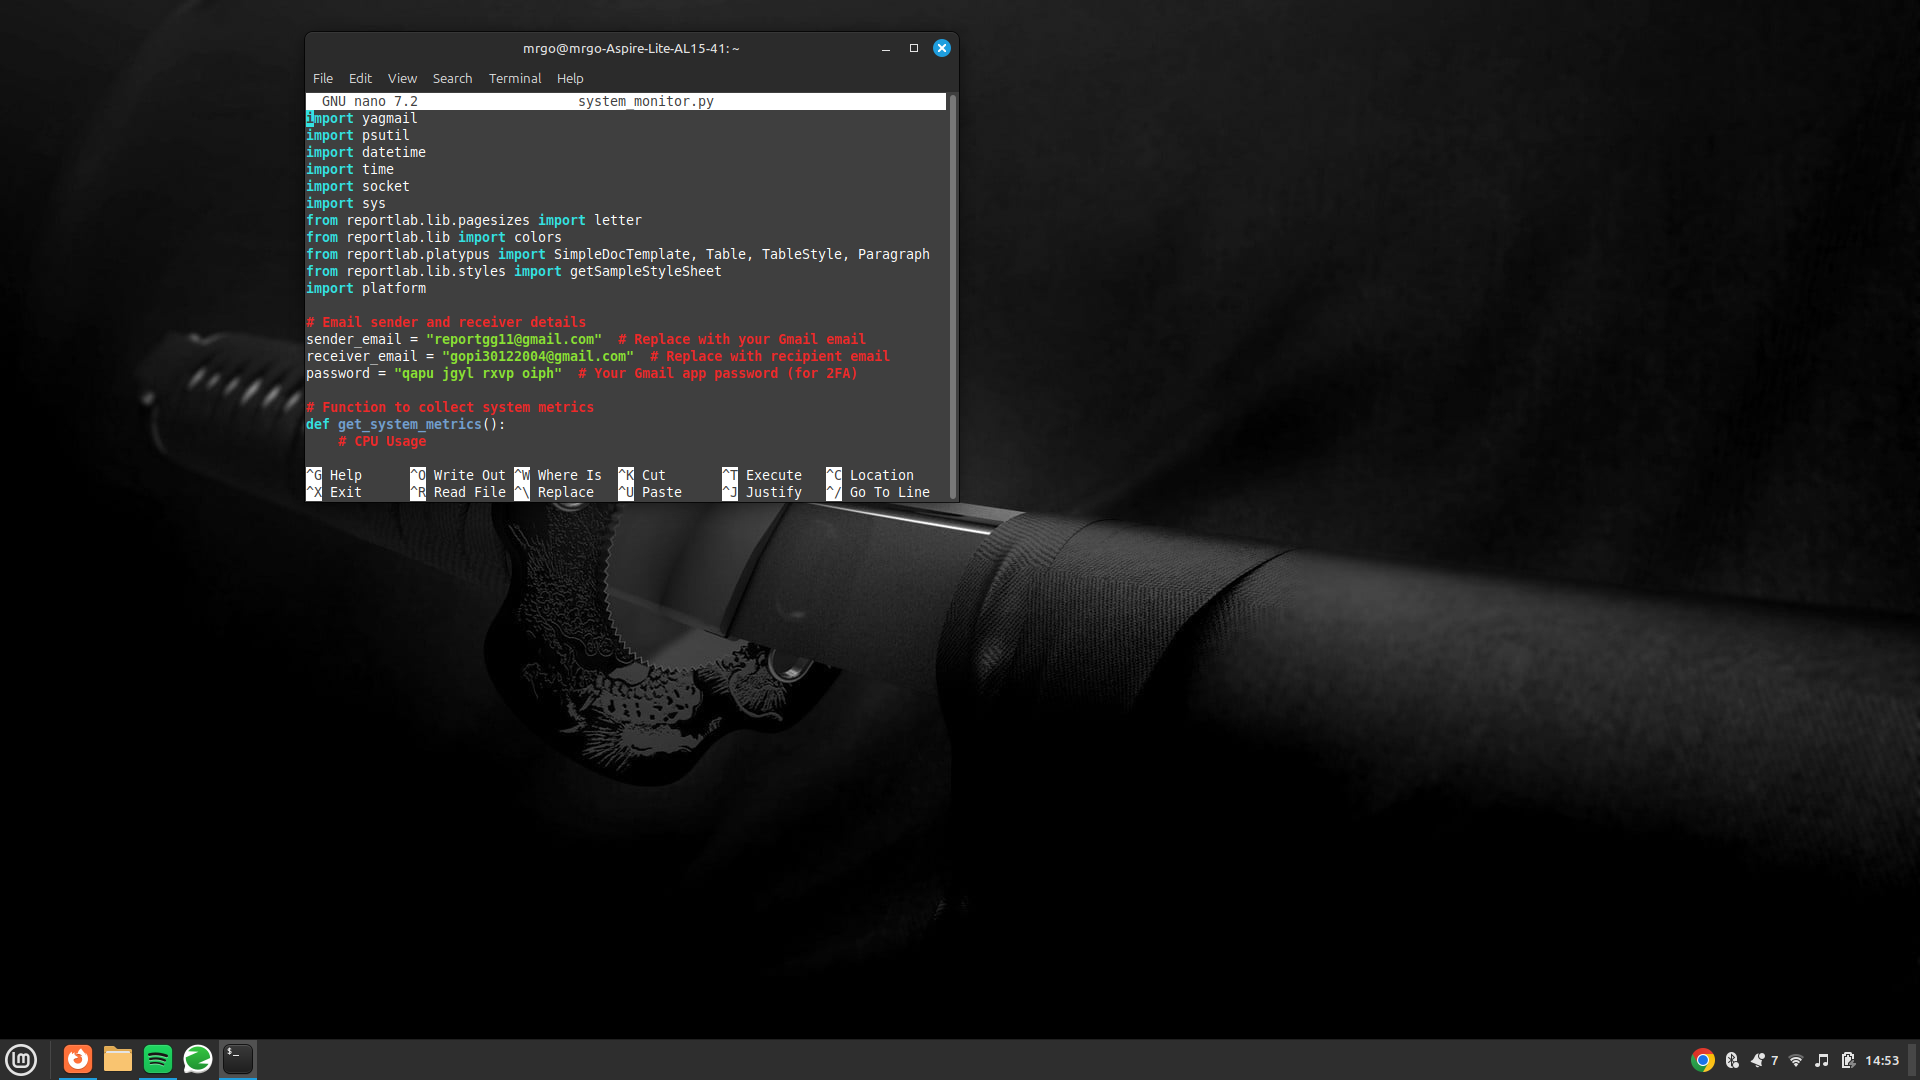 mrgo@mrgo-Aspire-Lite-AL15-41: ~
File Edit View Search Terminal Help
GNU nano 7.2 system_monitor.py
import yagmail
import psutil
import datetime
import time
import socket
import sys
from reportlab.lib.pagesizes import letter
from reportlab.lib import colors
from reportlab.platypus import SimpleDocTemplate, Table, TableStyle, Paragraph
from reportlab.lib.styles import getSampleStyleSheet
import platform
# Email sender and receiver details
sender_email = "reportgg11@gmail.com"  # Replace with your Gmail email
receiver_email = "gopi30122004@gmail.com"  # Replace with recipient email
password = "qapu jgyl rxvp oiph"  # Your Gmail app password (for 2FA)
# Function to collect system metrics
def get_system_metrics():
    # CPU Usage
^G Help ^O Write Out ^W Where Is ^K Cut ^T Execute ^C Location
^X Exit ^R Read File ^\ Replace ^U Paste ^J Justify ^/ Go To Line
7 14:53